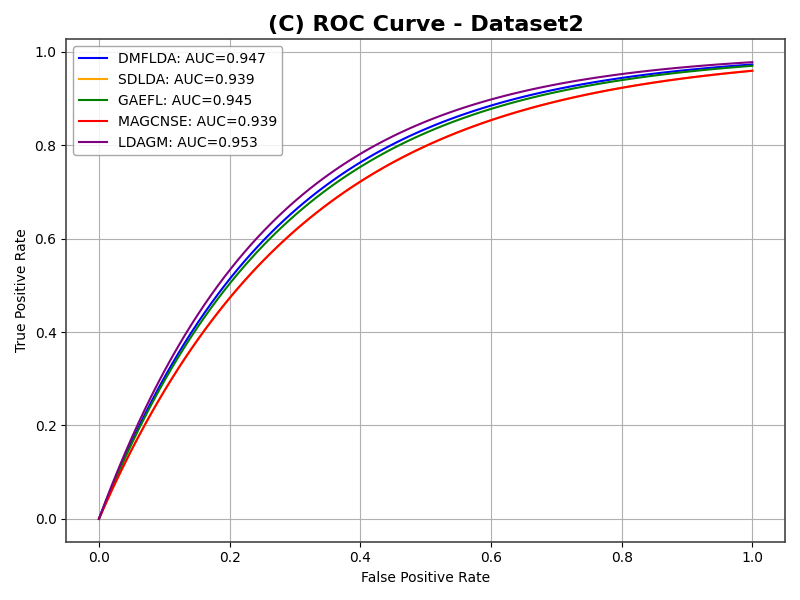 (C) ROC Curve - Dataset2
DMFLDA: AUC=0.947
SDLDA: AUC=0.939
GAEFL: AUC=0.945
MAGCNSE: AUC=0.939
LDAGM: AUC=0.953
True Positive Rate
1.0
0.8
0.6
0.4
0.2
0.0
0.0 0.2 0.4 0.6 0.8 1.0
False Positive Rate